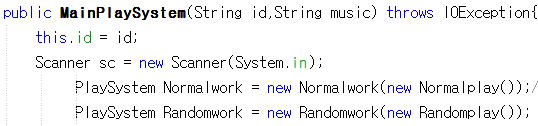 public MainPlaySystem(String id,String music) throws IOException{
this.id = id;
Scanner sc = new Scanner(System.in);
PlaySystem Normalwork = new Normalwork(new Normalplay());/
PlaySystem Randomwork = new Randomwork(new Randomplay());